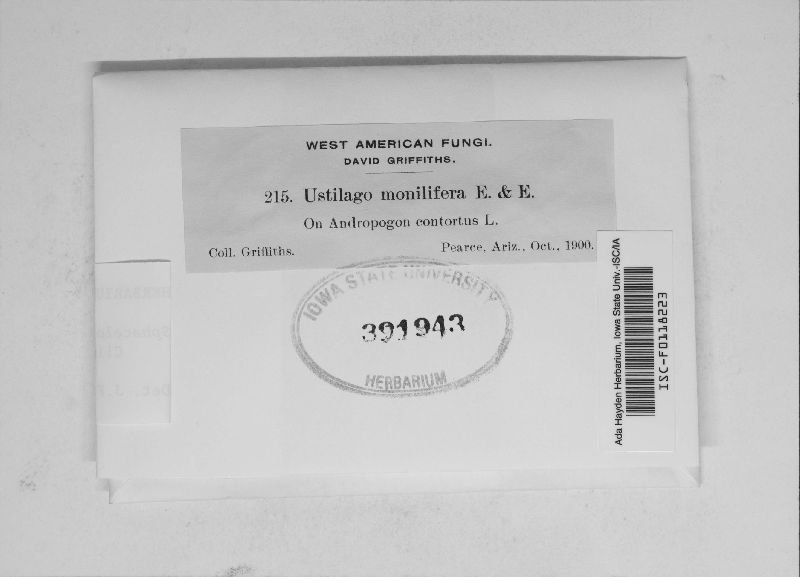 WEST AMERICAN FUNGI.
DAVID GRIFFITHS.
215. Ustilago monilifera E. & E.
On Andropogon contortus L.
Coll. Griffiths. Pearce, Ariz., Oct., 1900.
IOWA STATE UNIVERSITY
391943
HERBARIUM
Ada Hayden Herbarium, Iowa State Univ.-ISC/IA
ISC-F0118223